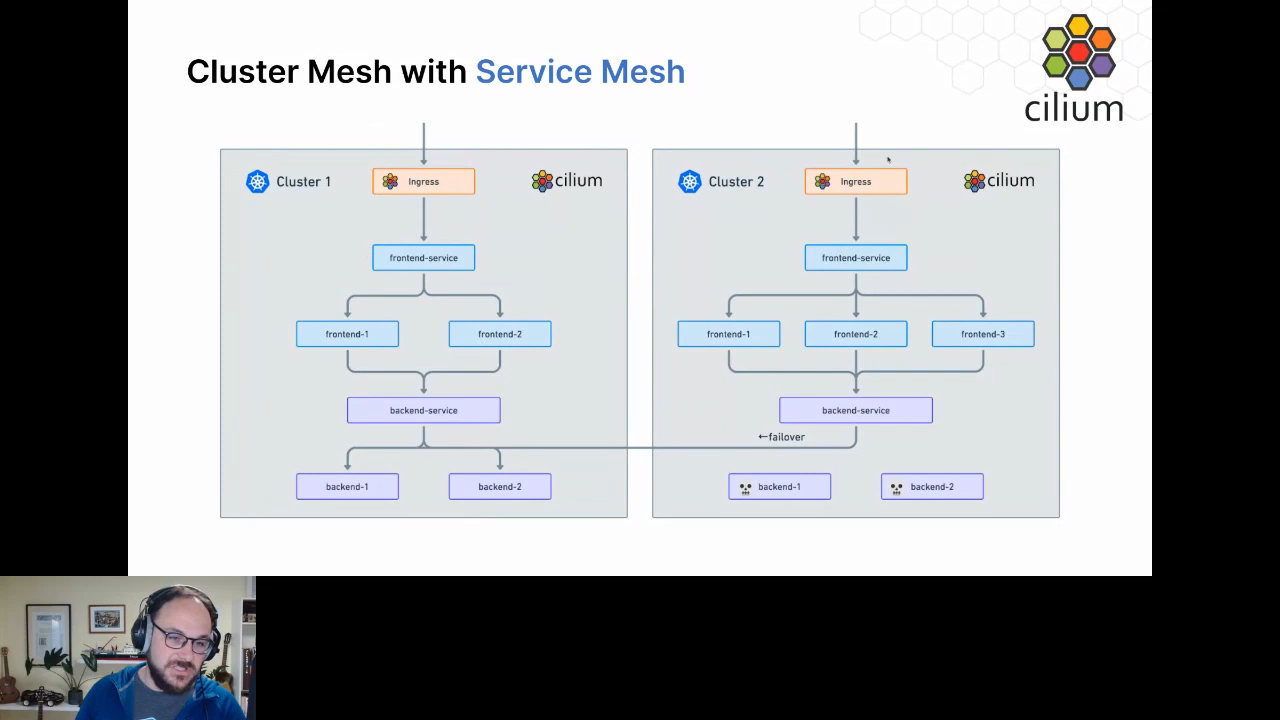 Cluster Mesh with Service Mesh
cilium
Cluster 1
Ingress
cilium
frontend-service
frontend-1
frontend-2
backend-service
backend-1
backend-2
Cluster 2
Ingress
cilium
frontend-service
frontend-1
frontend-2
frontend-3
backend-service
←failover
backend-1
backend-2